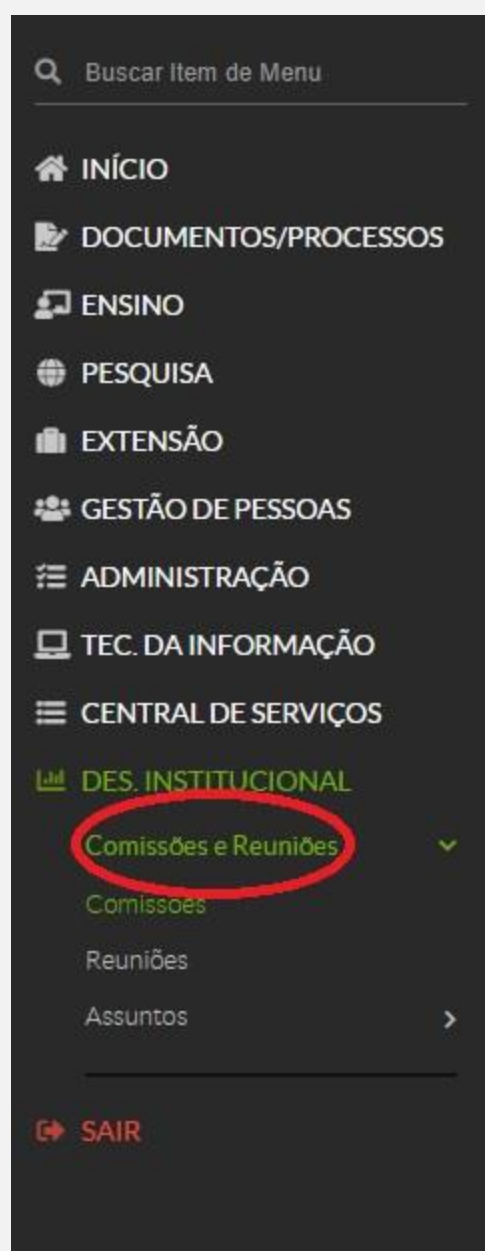 Buscar Item de Menu
INÍCIO
DOCUMENTOS/PROCESSOS
ENSINO
PESQUISA
EXTENSÃO
GESTÃO DE PESSOAS
ADMINISTRAÇÃO
TEC. DA INFORMAÇÃO
CENTRAL DE SERVIÇOS
DES. INSTITUCIONAL
Comissões e Reuniões
Comissões
Reuniões
Assuntos
SAIR